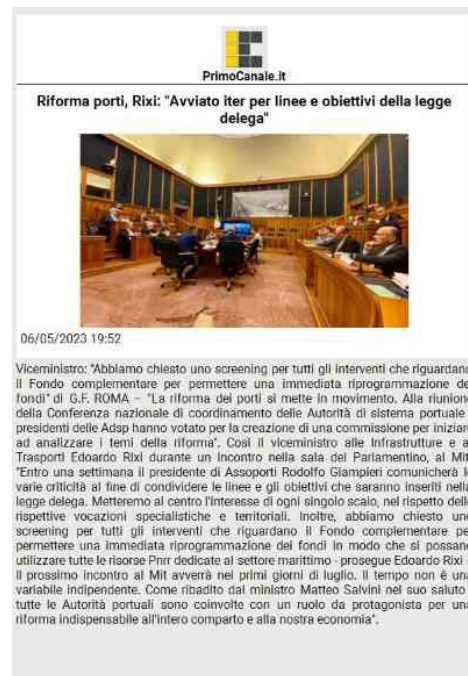 PrimoCanale.it
Riforma porti, Rixi: "Avviato iter per linee e obiettivi della legge
delega"
06/05/2023 19:52
Viceministro: "Abbiamo chiesto uno screening per tutti gli interventi che riguardano
il Fondo complementare per permettere una immediata riprogrammazione dei
fondi" di G.F. ROMA – "La riforma dei porti si mette in movimento. Alla riunione
della Conferenza nazionale di coordinamento delle Autorità di sistema portuale i
presidenti delle Adsp hanno votato per la creazione di una commissione per iniziare
ad analizzare i temi della riforma". Così il viceministro alle Infrastrutture e ai
Trasporti Edoardo Rixi durante un incontro nella sala del Parlamentino, al Mit.
"Entro una settimana il presidente di Assoporti Rodolfo Giampieri comunicherà le
varie criticità al fine di condividere le linee e gli obiettivi che saranno inseriti nella
legge delega. Metteremo al centro l'interesse di ogni singolo scalo, nel rispetto delle
rispettive vocazioni specialistiche e territoriali. Inoltre, abbiamo chiesto uno
screening per tutti gli interventi che riguardano il Fondo complementare per
permettere una immediata riprogrammazione dei fondi in modo che si possano
utilizzare tutte le risorse Pnrr dedicate al settore marittimo - prosegue Edoardo Rixi -
Il prossimo incontro al Mit avverrà nei primi giorni di luglio. Il tempo non è una
variabile indipendente. Come ribadito dal ministro Matteo Salvini nel suo saluto,
tutte le Autorità portuali sono coinvolte con un ruolo da protagonista per una
riforma indispensabile all'intero comparto e alla nostra economia".